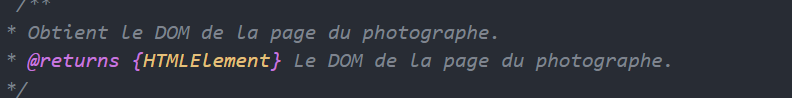 /**
* Obtient le DOM de la page du photographe.
* @returns {HTMLElement} Le DOM de la page du photographe.
*/